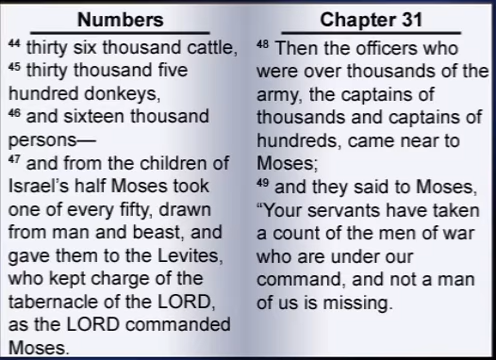 Numbers
44 thirty six thousand cattle,
45 thirty thousand five
hundred donkeys,
46 and sixteen thousand
persons—
47 and from the children of
Israel's half Moses took
one of every fifty, drawn
from man and beast, and
gave them to the Levites,
who kept charge of the
tabernacle of the LORD,
as the LORD commanded
Moses.
Chapter 31
48 Then the officers who
were over thousands of the
army, the captains of
thousands and captains of
hundreds, came near to
Moses;
49 and they said to Moses,
“Your servants have taken
a count of the men of war
who are under our
command, and not a man
of us is missing.